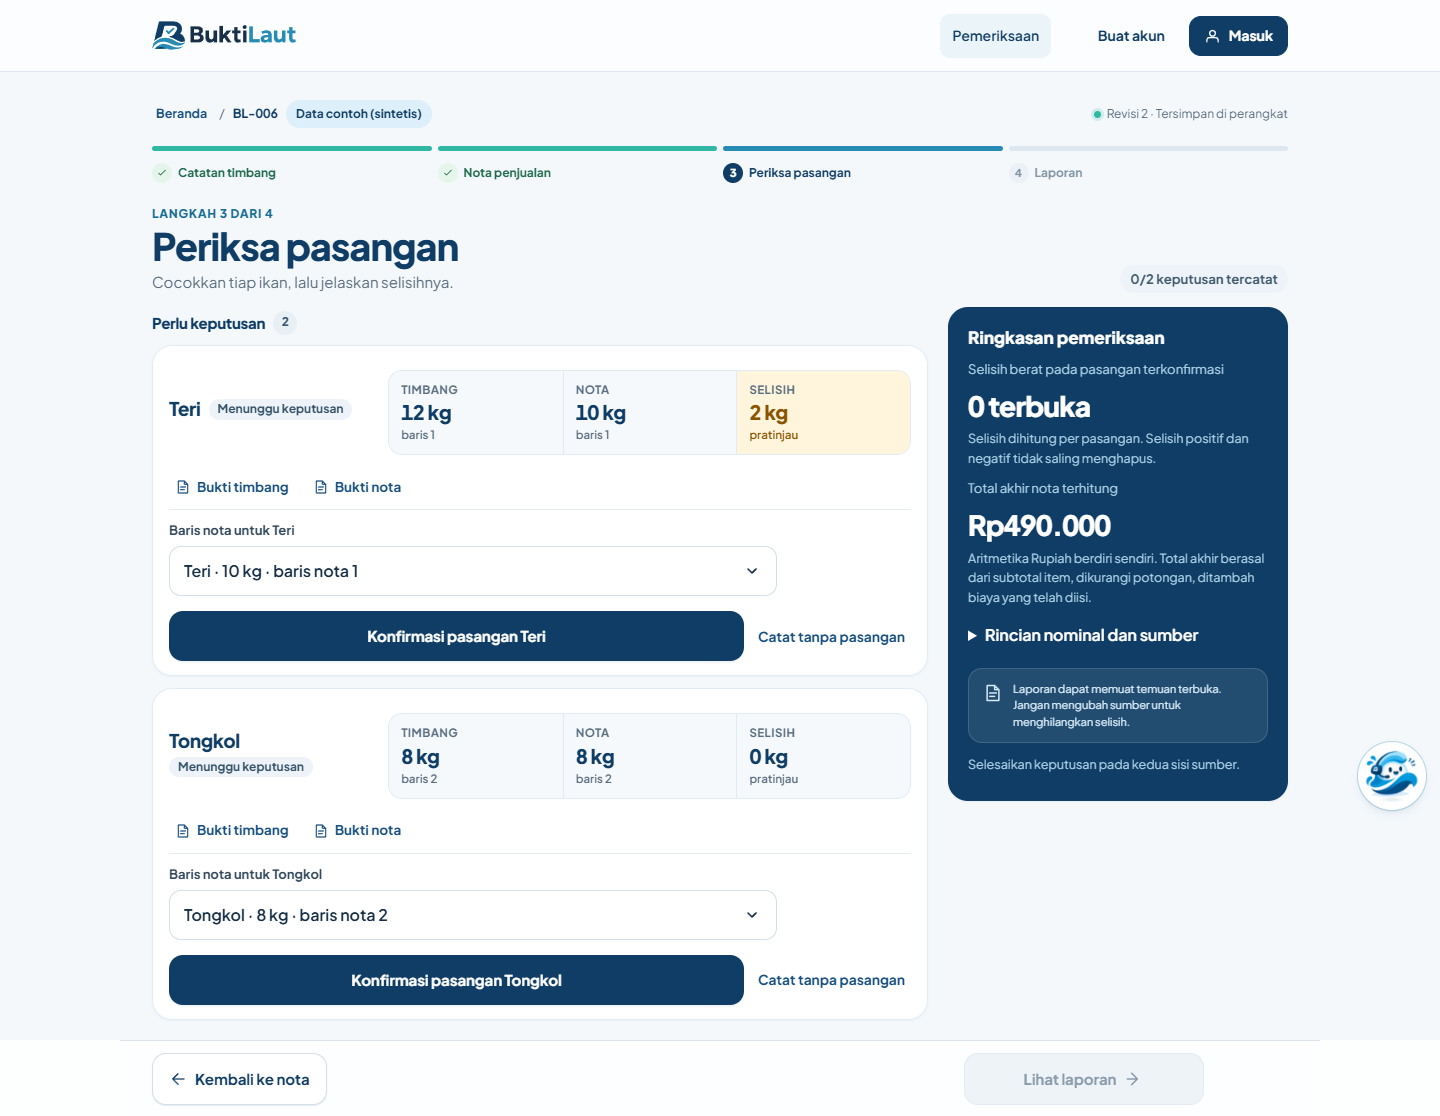 BuktiLaut
Pemeriksaan
Buat akun
Masuk
Beranda / BL-006 Data contoh (sintetis)
Revisi 2 · Tersimpan di perangkat
Catatan timbang
Nota penjualan
3 Periksa pasangan
4 Laporan
LANGKAH 3 DARI 4
Periksa pasangan
Cocokkan tiap ikan, lalu jelaskan selisihnya.
0/2 keputusan tercatat
Perlu keputusan 2
Teri Menunggu keputusan
TIMBANG
12 kg
baris 1
NOTA
10 kg
baris 1
SELISIH
2 kg
pratinjau
Bukti timbang
Bukti nota
Baris nota untuk Teri
Teri · 10 kg · baris nota 1
Konfirmasi pasangan Teri
Catat tanpa pasangan
Tongkol
Menunggu keputusan
TIMBANG
8 kg
baris 2
NOTA
8 kg
baris 2
SELISIH
0 kg
pratinjau
Bukti timbang
Bukti nota
Baris nota untuk Tongkol
Tongkol · 8 kg · baris nota 2
Konfirmasi pasangan Tongkol
Catat tanpa pasangan
Ringkasan pemeriksaan
Selisih berat pada pasangan terkonfirmasi
0 terbuka
Selisih dihitung per pasangan. Selisih positif dan
negatif tidak saling menghapus.
Total akhir nota terhitung
Rp490.000
Aritmetika Rupiah berdiri sendiri. Total akhir berasal
dari subtotal item, dikurangi potongan, ditambah
biaya yang telah diisi.
Rincian nominal dan sumber
Laporan dapat memuat temuan terbuka.
Jangan mengubah sumber untuk
menghilangkan selisih.
Selesaikan keputusan pada kedua sisi sumber.
Kembali ke nota
Lihat laporan